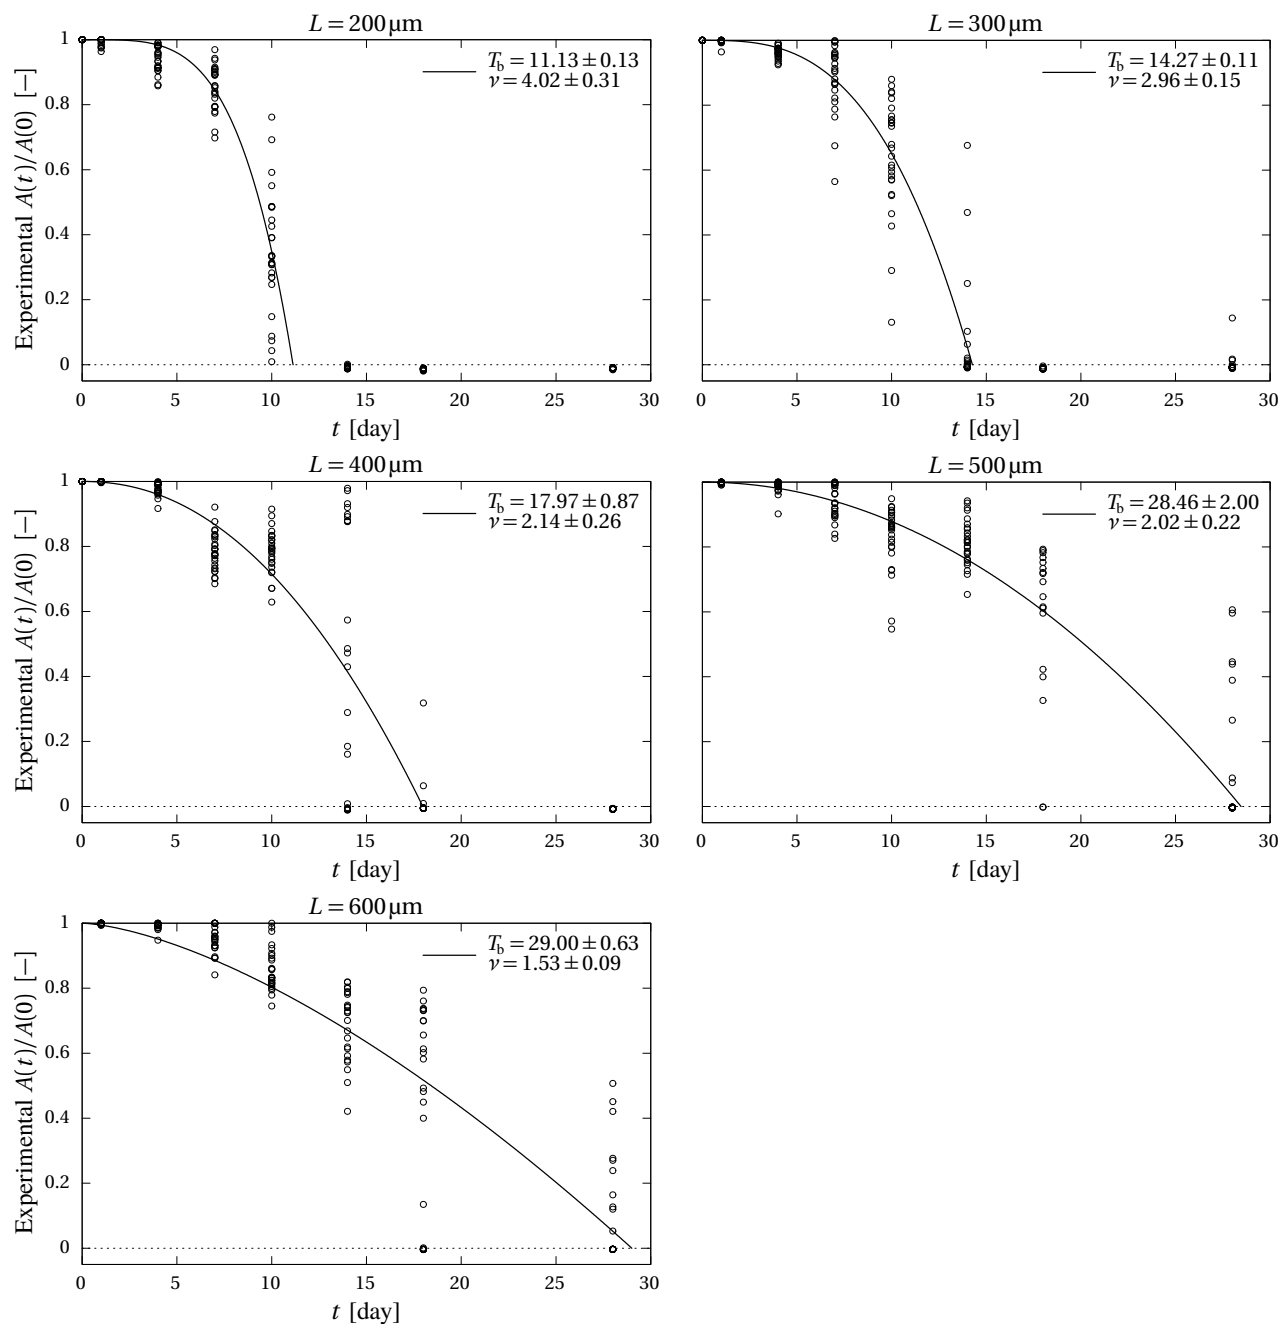 L = 200 µm
Experimental A(t)/A(0) [−]
1
0.8
0.6
0.4
0.2
0
T_b = 11.13 ± 0.13
ν = 4.02 ± 0.31
0 5 10 15 20 25 30
t [day]
L = 300 µm
T_b = 14.27 ± 0.11
ν = 2.96 ± 0.15
0 5 10 15 20 25 30
t [day]
L = 400 µm
Experimental A(t)/A(0) [−]
1
0.8
0.6
0.4
0.2
0
T_b = 17.97 ± 0.87
ν = 2.14 ± 0.26
0 5 10 15 20 25 30
t [day]
L = 500 µm
T_b = 28.46 ± 2.00
ν = 2.02 ± 0.22
0 5 10 15 20 25 30
t [day]
L = 600 µm
Experimental A(t)/A(0) [−]
1
0.8
0.6
0.4
0.2
0
T_b = 29.00 ± 0.63
ν = 1.53 ± 0.09
0 5 10 15 20 25 30
t [day]